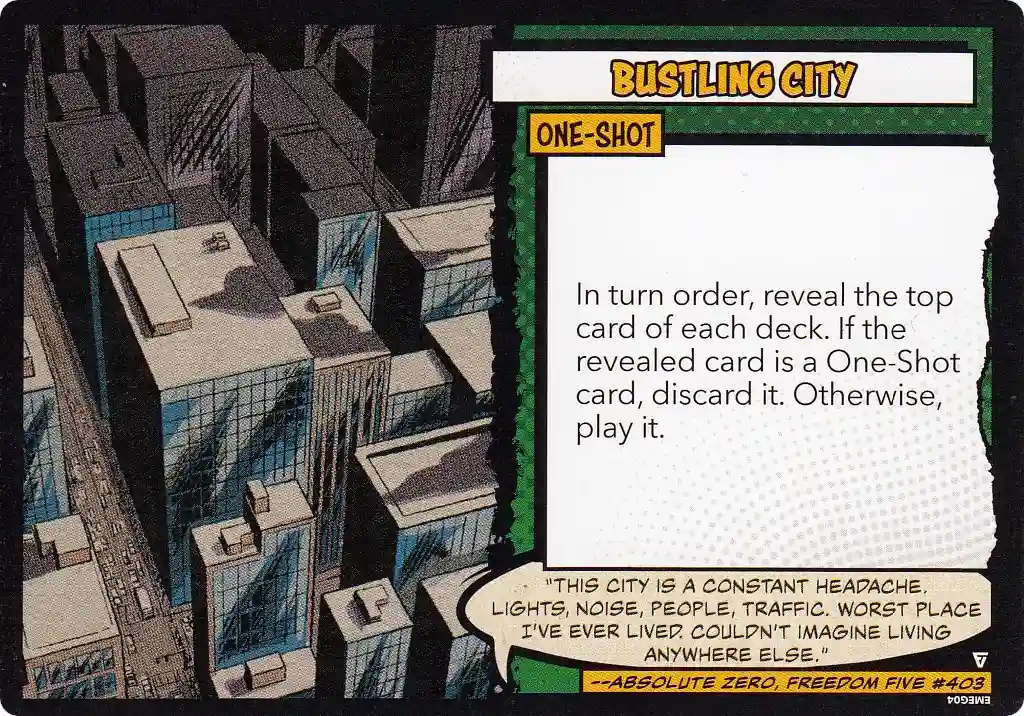 BUSTLING CITY
ONE-SHOT
In turn order, reveal the top
card of each deck. If the
revealed card is a One-Shot
card, discard it. Otherwise,
play it.
"THIS CITY IS A CONSTANT HEADACHE.
LIGHTS, NOISE, PEOPLE, TRAFFIC. WORST PLACE
I'VE EVER LIVED. COULDN'T IMAGINE LIVING
ANYWHERE ELSE."
--ABSOLUTE ZERO, FREEDOM FIVE #403
EMEG04